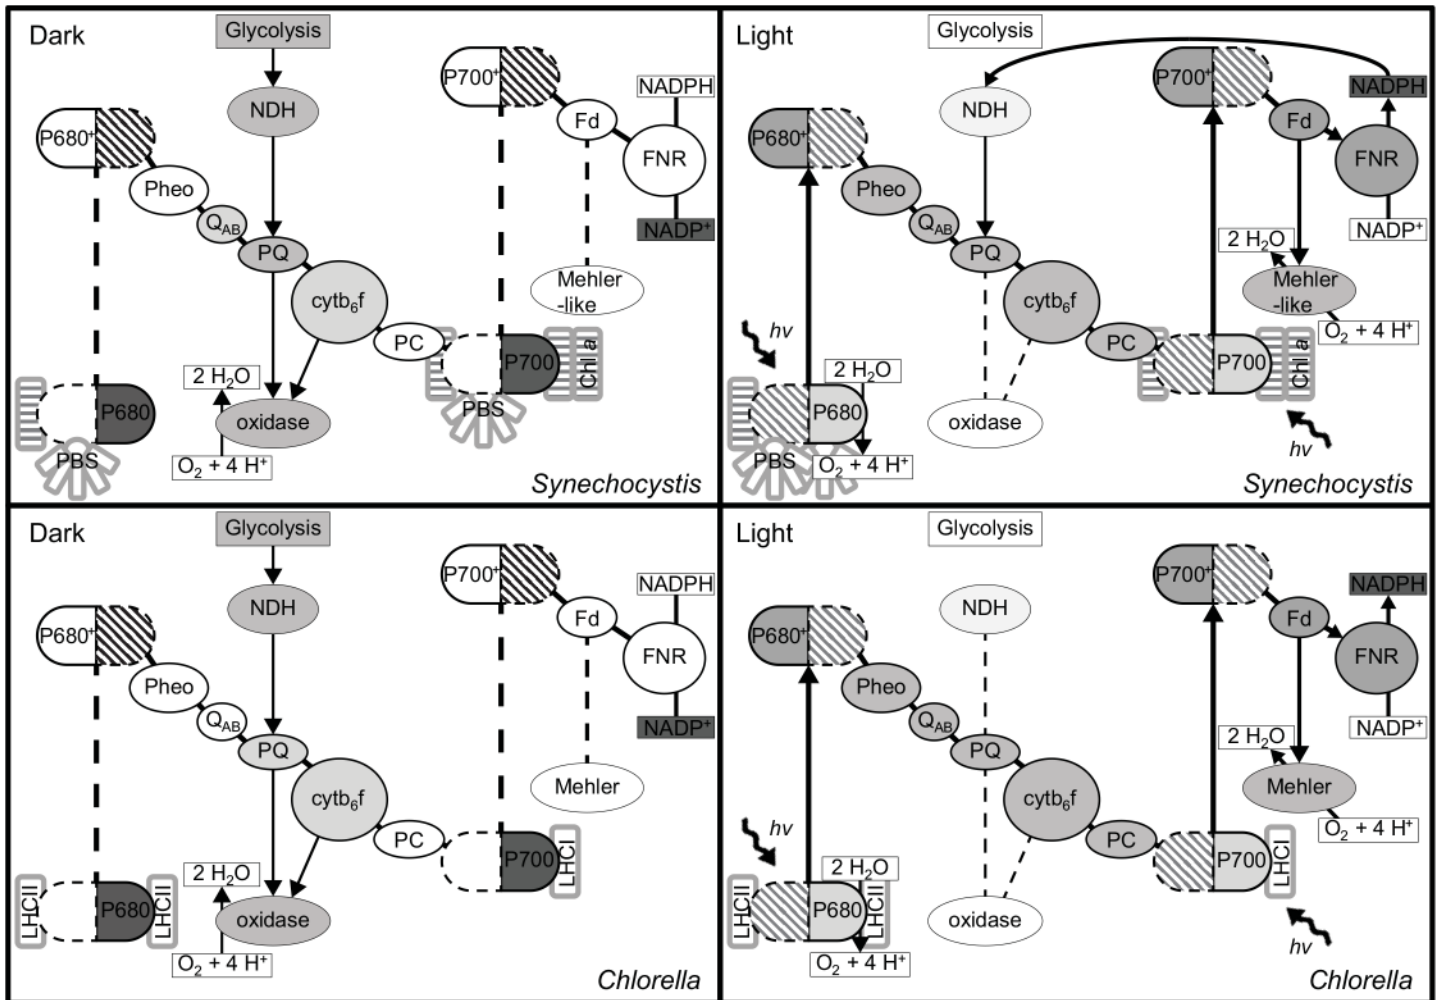 Dark
Glycolysis
P700⁺
NADPH
NDH
Fd
P680⁺
FNR
Pheo
Q_AB
NADP⁺
PQ
Mehler
-like
cytb₆f
PC
P700
Chl a
2 H₂O
PBS
P680
oxidase
PBS
O₂ + 4 H⁺
Synechocystis
Light
Glycolysis
P700⁺
NADPH
NDH
Fd
P680⁺
FNR
Pheo
Q_AB
NADP⁺
2 H₂O
PQ
Mehler
-like
cytb₆f
O₂ + 4 H⁺
hv
PC
P700
Chl a
2 H₂O
P680
oxidase
hv
PBS
O₂ + 4 H⁺
Synechocystis
Dark
Glycolysis
P700⁺
NADPH
NDH
Fd
P680⁺
FNR
Pheo
Q_AB
NADP⁺
PQ
Mehler
cytb₆f
PC
P700
LHCI
2 H₂O
LHCII
P680
LHCII
oxidase
O₂ + 4 H⁺
Chlorella
Light
Glycolysis
P700⁺
NADPH
NDH
Fd
P680⁺
FNR
Pheo
Q_AB
NADP⁺
2 H₂O
PQ
Mehler
cytb₆f
O₂ + 4 H⁺
hv
PC
P700
LHCI
2 H₂O
LHCII
P680
LHCII
oxidase
hv
O₂ + 4 H⁺
Chlorella